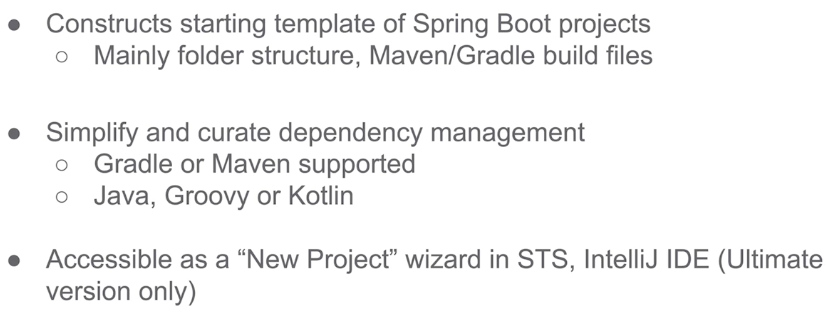 ● Constructs starting template of Spring Boot projects
○ Mainly folder structure, Maven/Gradle build files
● Simplify and curate dependency management
○ Gradle or Maven supported
○ Java, Groovy or Kotlin
● Accessible as a “New Project” wizard in STS, IntelliJ IDE (Ultimate
version only)